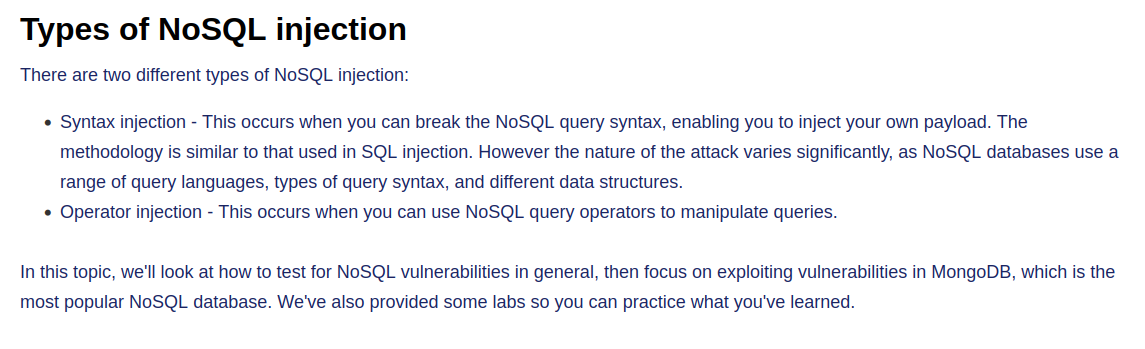 Types of NoSQL injection
There are two different types of NoSQL injection:
• Syntax injection - This occurs when you can break the NoSQL query syntax, enabling you to inject your own payload. The
methodology is similar to that used in SQL injection. However the nature of the attack varies significantly, as NoSQL databases use a
range of query languages, types of query syntax, and different data structures.
• Operator injection - This occurs when you can use NoSQL query operators to manipulate queries.
In this topic, we'll look at how to test for NoSQL vulnerabilities in general, then focus on exploiting vulnerabilities in MongoDB, which is the
most popular NoSQL database. We've also provided some labs so you can practice what you've learned.